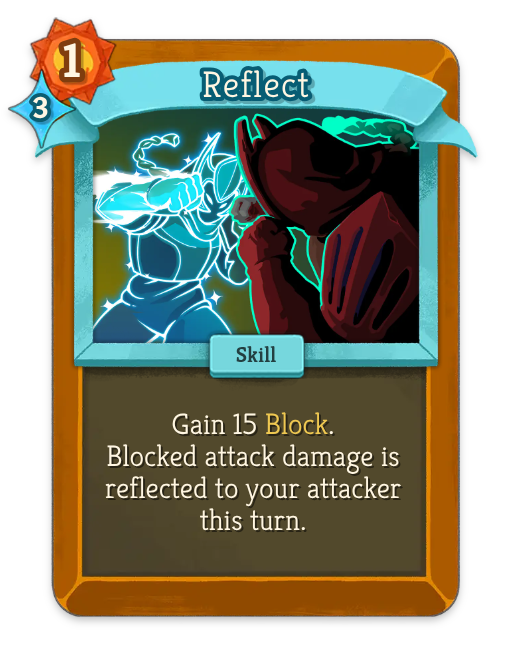 1
3
Reflect
Skill
Gain 15 Block.
Blocked attack damage is
reflected to your attacker
this turn.